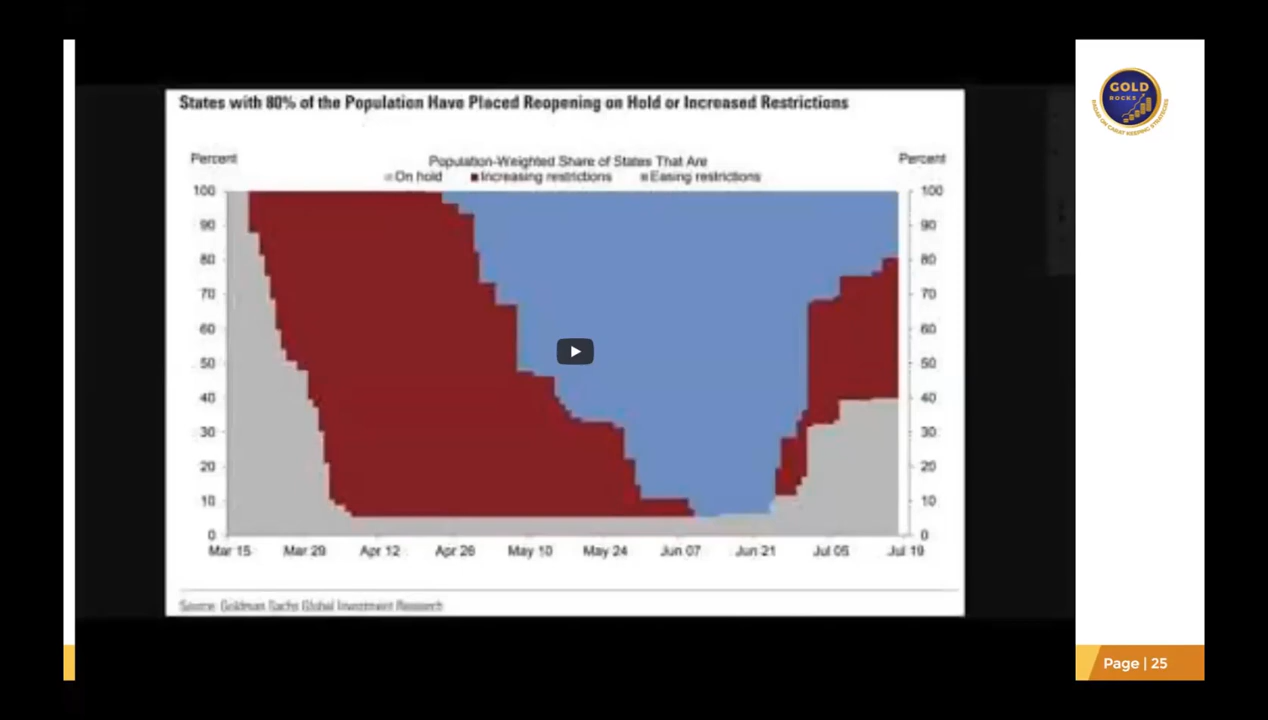 States with 80% of the Population Have Placed Reopening on Hold or Increased Restrictions
Percent
Percent
Population-Weighted Share of States That Are
On hold
Increasing restrictions
Easing restrictions
100
90
80
70
60
50
40
30
20
10
0
100
90
80
70
60
50
40
30
20
10
0
Mar 15
Mar 29
Apr 12
Apr 26
May 10
May 24
Jun 07
Jun 21
Jul 05
Jul 19
Source: Goldman Sachs Global Investment Research
GOLD
ROCKS
Page | 25